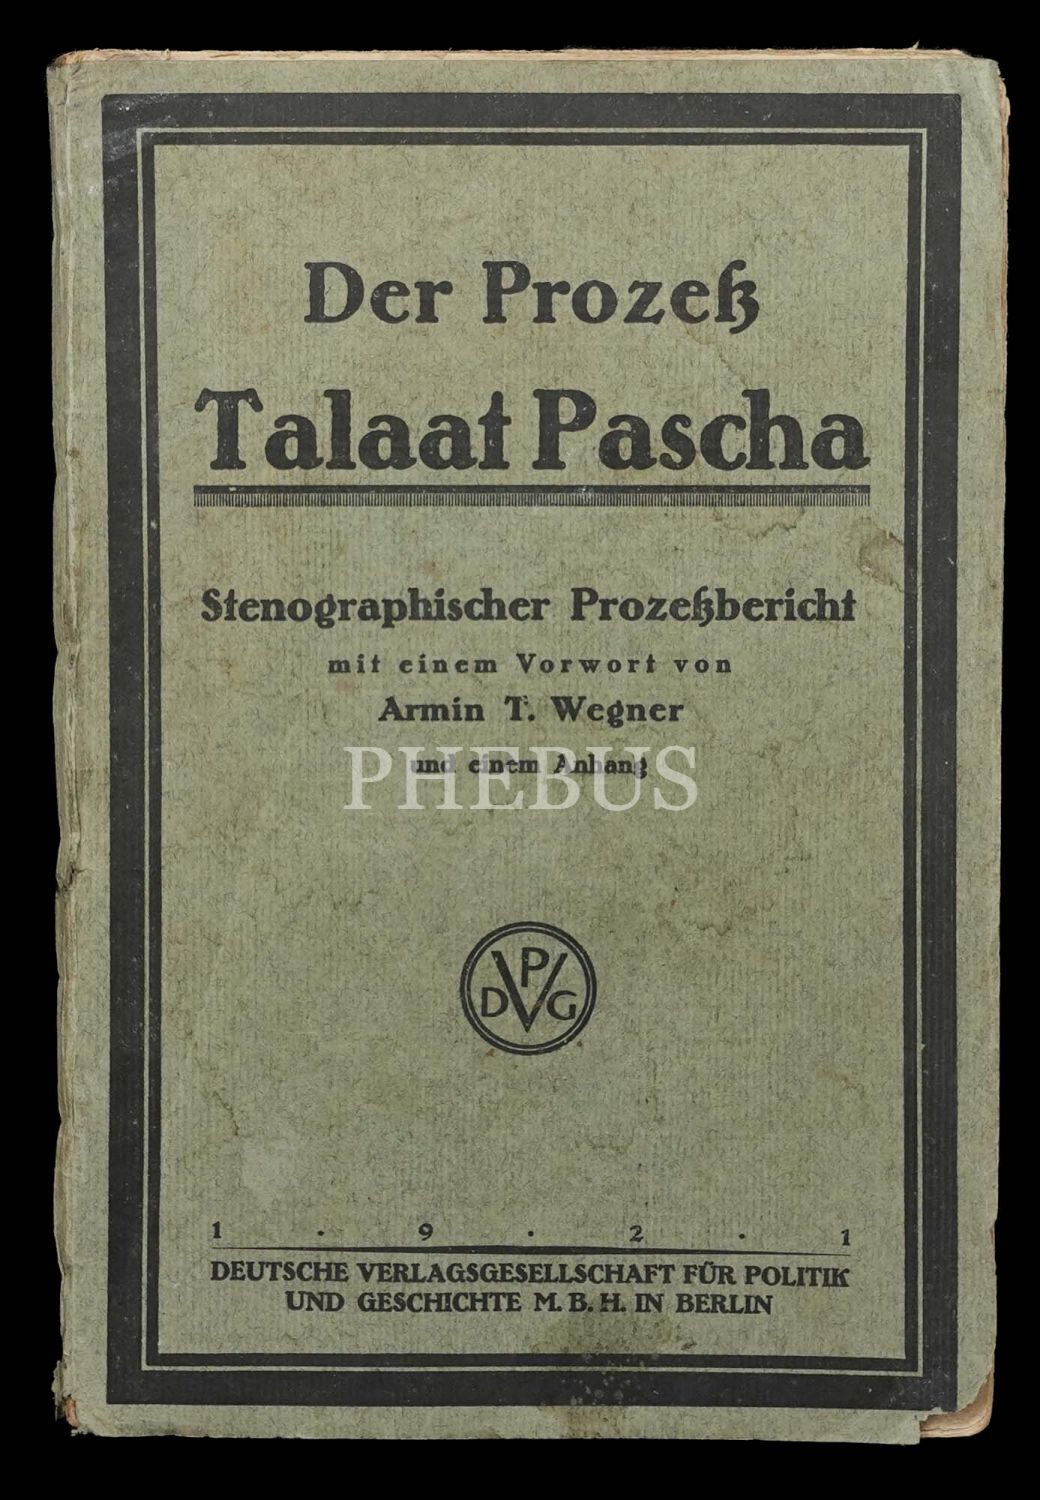 Der Prozeß
Talaat Pascha
Stenographischer Prozeßbericht
mit einem Vorwort von
Armin T. Wegner
und einem Anhang
PHEBUS
DVPG
1 · 9 · 2 · 1
DEUTSCHE VERLAGSGESELLSCHAFT FÜR POLITIK
UND GESCHICHTE M. B. H. IN BERLIN